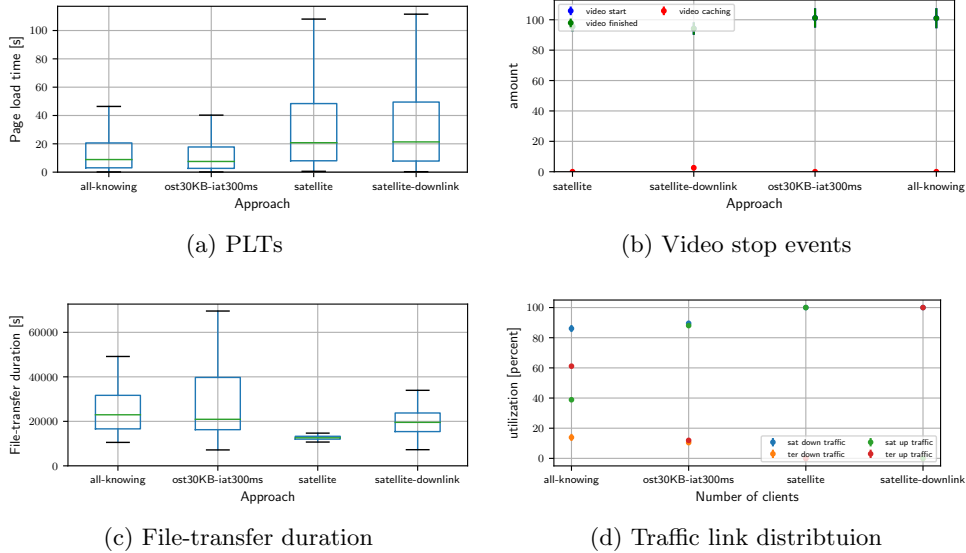 100
80
60
40
20
0
Page load time [s]
all-knowing
ost30KB-iat300ms
satellite
satellite-downlink
Approach
(a) PLTs
video start
video finished
video caching
100
80
60
40
20
0
amount
satellite
satellite-downlink
ost30KB-iat300ms
all-knowing
Approach
(b) Video stop events
60000
40000
20000
0
File-transfer duration [s]
all-knowing
ost30KB-iat300ms
satellite
satellite-downlink
Approach
(c) File-transfer duration
100
80
60
40
20
0
utilization [percent]
sat down traffic
ter down traffic
sat up traffic
ter up traffic
all-knowing
ost30KB-iat300ms
satellite
satellite-downlink
Number of clients
(d) Traffic link distribtuion